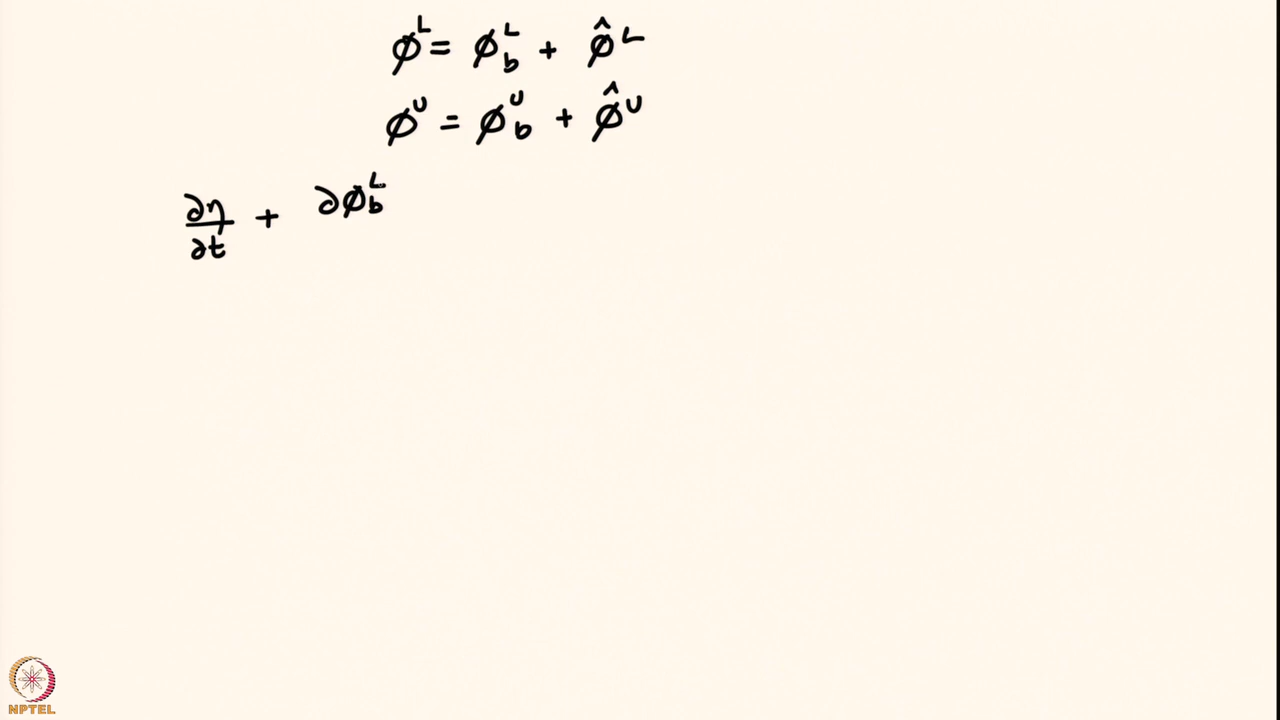 φ^L = φ_b^L + φ̂^L
φ^U = φ_b^U + φ̂^U
∂η/∂t + ∂φ_b^L
NPTEL